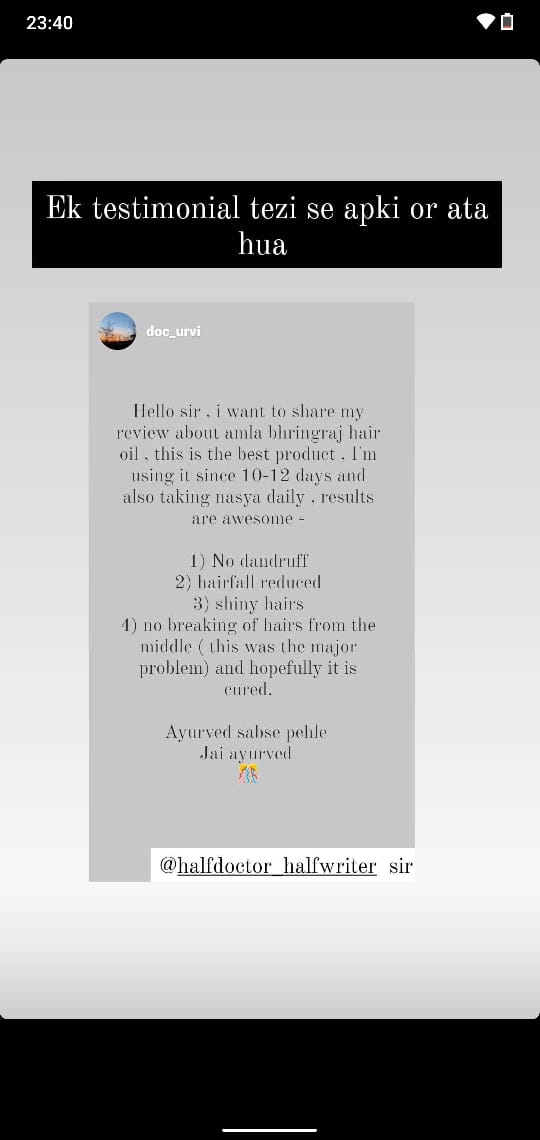 23:40
Ek testimonial tezi se apki or ata
hua
doc_urvi
Hello sir , i want to share my
review about amla bhringraj hair
oil , this is the best product , I'm
using it since 10-12 days and
also taking nasya daily , results
are awesome -
1) No dandruff
2) hairfall reduced
3) shiny hairs
4) no breaking of hairs from the
middle ( this was the major
problem) and hopefully it is
cured.
Ayurved sabse pehle
Jai ayurved
@halfdoctor_halfwriter sir